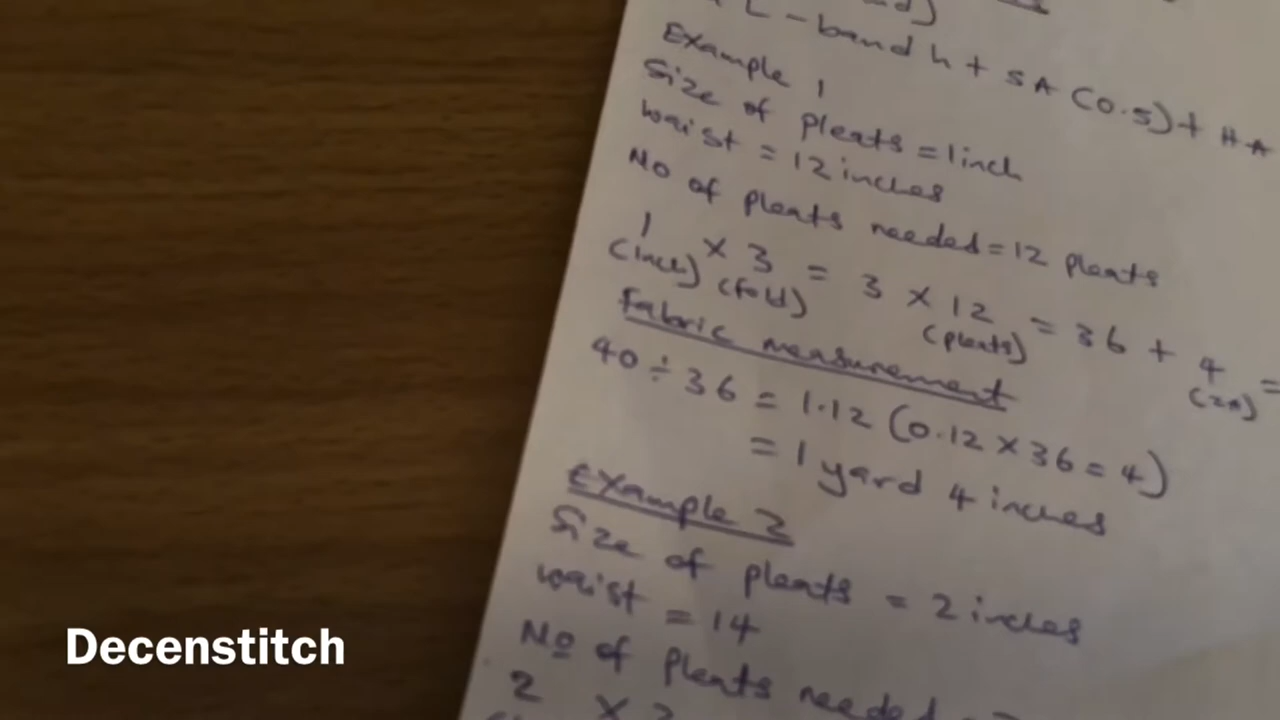 L - band h + SA (0.5) + HA
Example 1
Size of pleats = 1inch
waist = 12 inches
No of pleats needed = 12 pleats
1 × 3 = 3 × 12 = 36 + 4 =
(inch) (fold) (pleats) (SA)
Fabric measurement
40 ÷ 36 = 1.12 (0.12 × 36 = 4)
= 1 yard 4 inches
Example 2
Size of pleats = 2 inches
waist = 14
No of pleats needed =
2 ×
Decenstitch